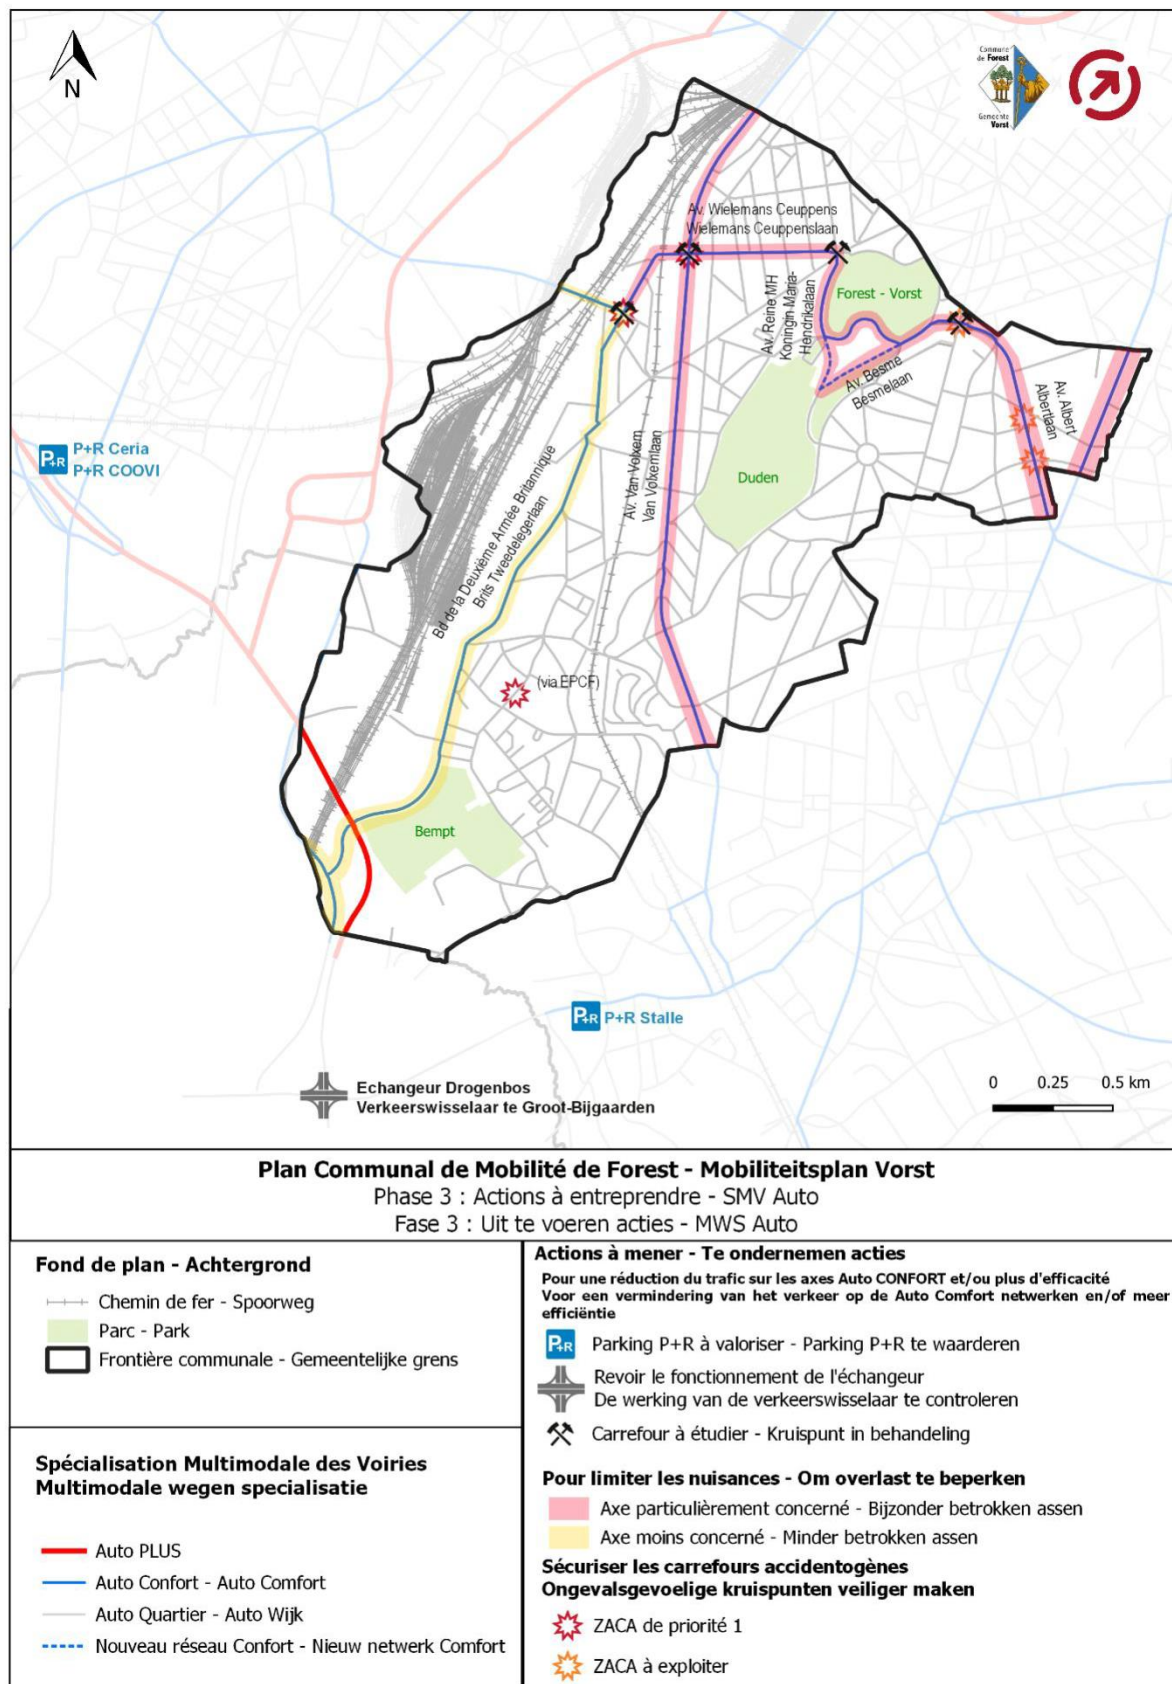 N
Commune
de Forest
Gemeente
Vorst
Av. Wielemans Ceuppens
Wielemans Ceuppenslaan
Av. Reine MH
Koningin Maria-
Hendrikalaan
Forest - Vorst
Av. Besme
Besmelaan
Av. Albert
Albertlaan
P+R
P+R Ceria
P+R COOVI
Bd de la Deuxième Armée Britannique
Brits Tweedelegerlaan
Av. Van Volxem
Van Volxemlaan
Duden
(via EPCF)
Bempt
P+R
P+R Stalle
Echangeur Drogenbos
Verkeerswisselaar te Groot-Bijgaarden
0 0.25 0.5 km
Plan Communal de Mobilité de Forest - Mobiliteitsplan Vorst
Phase 3 : Actions à entreprendre - SMV Auto
Fase 3 : Uit te voeren acties - MWS Auto
Fond de plan - Achtergrond
Chemin de fer - Spoorweg
Parc - Park
Frontière communale - Gemeentelijke grens
Spécialisation Multimodale des Voiries
Multimodale wegen specialisatie
Auto PLUS
Auto Confort - Auto Comfort
Auto Quartier - Auto Wijk
Nouveau réseau Confort - Nieuw netwerk Comfort
Actions à mener - Te ondernemen acties
Pour une réduction du trafic sur les axes Auto CONFORT et/ou plus d'efficacité
Voor een vermindering van het verkeer op de Auto Comfort netwerken en/of meer
efficiëntie
P+R
Parking P+R à valoriser - Parking P+R te waarderen
Revoir le fonctionnement de l'échangeur
De werking van de verkeerswisselaar te controleren
Carrefour à étudier - Kruispunt in behandeling
Pour limiter les nuisances - Om overlast te beperken
Axe particulièrement concerné - Bijzonder betrokken assen
Axe moins concerné - Minder betrokken assen
Sécuriser les carrefours accidentogènes
Ongevalsgevoelige kruispunten veiliger maken
ZACA de priorité 1
ZACA à exploiter